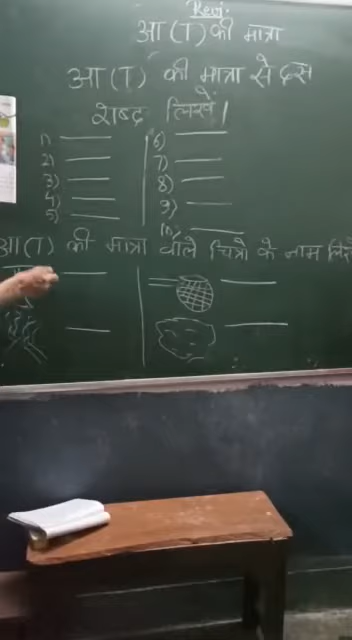 Revi.
आ (ा) की मात्रा
आ (ा) की मात्रा से दस
शब्द लिखें।
1) 6)
2) 7)
3) 8)
4) 9)
5) 10)
आ (ा) की मात्रा वाले चित्रो के नाम